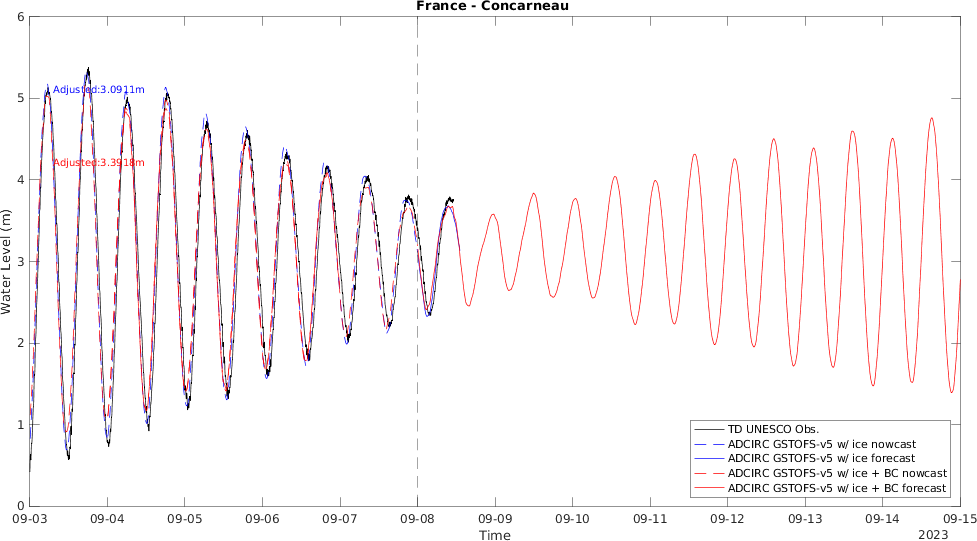 France - Concarneau
6
5
4
3
2
1
0
Water Level (m)
Adjusted:3.0911m
Adjusted:3.3918m
TD UNESCO Obs.
ADCIRC GSTOFS-v5 w/ ice nowcast
ADCIRC GSTOFS-v5 w/ ice forecast
ADCIRC GSTOFS-v5 w/ ice + BC nowcast
ADCIRC GSTOFS-v5 w/ ice + BC forecast
09-03 09-04 09-05 09-06 09-07 09-08 09-09 09-10 09-11 09-12 09-13 09-14 09-15
Time
2023